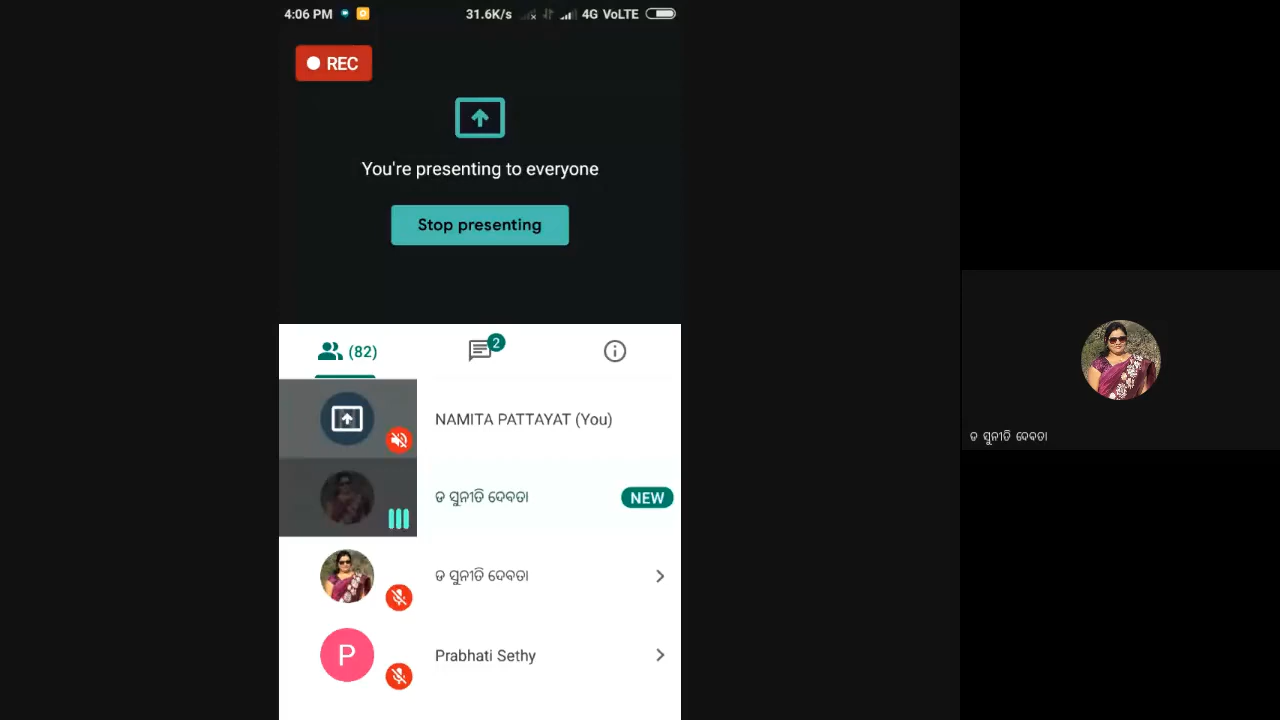 4:06 PM 31.6K/s 4G VoLTE
REC
You're presenting to everyone
Stop presenting
(82) 2
NAMITA PATTAYAT (You)
ଡ ସୁନୀତି ଦେବତା NEW
ଡ ସୁନୀତି ଦେବତା
P Prabhati Sethy
ଡ ସୁନୀତି ଦେବତା